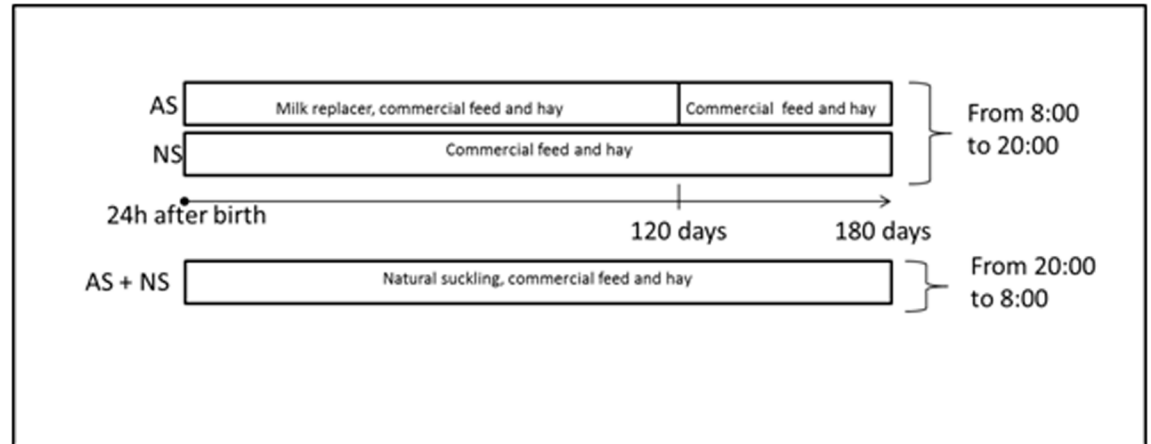 AS
Milk replacer, commercial feed and hay
Commercial feed and hay
From 8:00
to 20:00
NS
Commercial feed and hay
24h after birth
120 days
180 days
AS + NS
Natural suckling, commercial feed and hay
From 20:00
to 8:00